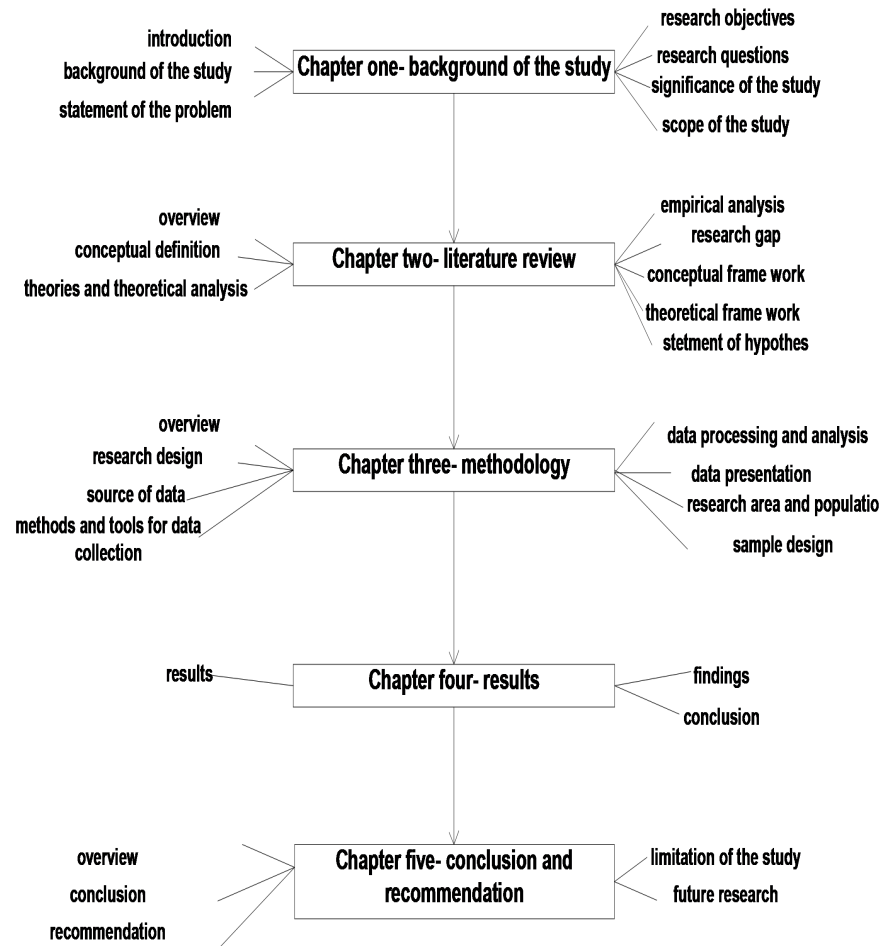 introduction
background of the study
statement of the problem
Chapter one- background of the study
research objectives
research questions
significance of the study
scope of the study
overview
conceptual definition
theories and theoretical analysis
Chapter two- literature review
empirical analysis
research gap
conceptual frame work
theoretical frame work
stetment of hypothes
overview
research design
source of data
methods and tools for data
collection
Chapter three- methodology
data processing and analysis
data presentation
research area and populatio
sample design
results
Chapter four- results
findings
conclusion
overview
conclusion
recommendation
Chapter five- conclusion and
recommendation
limitation of the study
future research